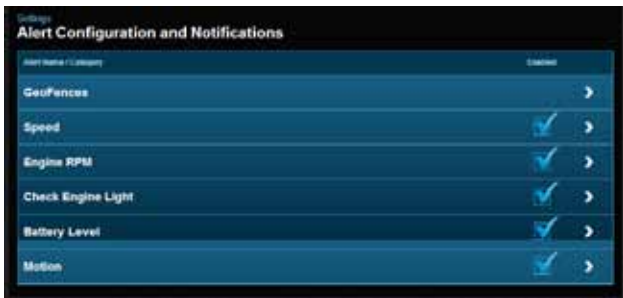 Settings
Alert Configuration and Notifications
Alert Name / Category Enabled
GeoFences
Speed
Engine RPM
Check Engine Light
Battery Level
Motion